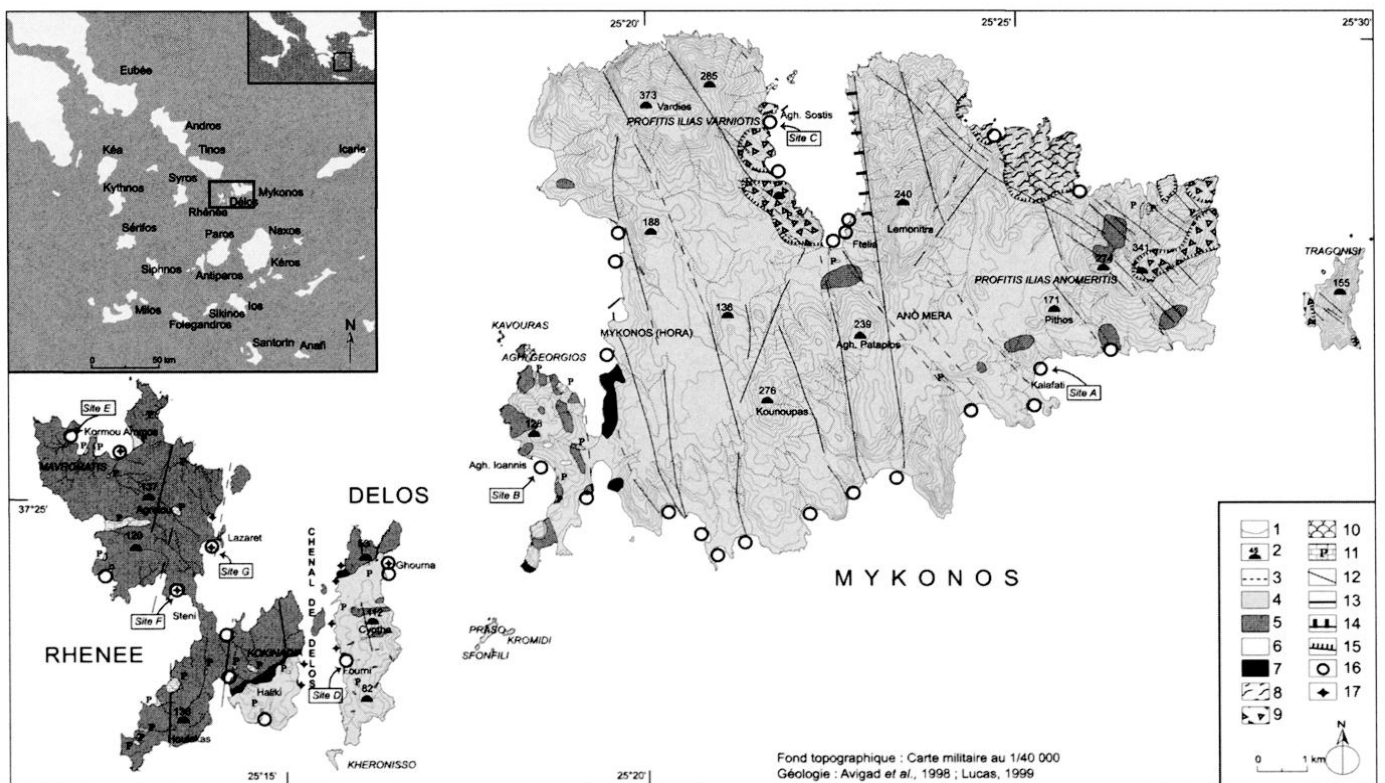 25°20'
25°25'
25°30'
Eubée
Andros
Tinos
Kéa
Icarie
Syros
Kythnos
Mykonos
Délos
Rhénée
Sérifos
Paros
Naxos
Siphnos
Antiparos
Kéros
Milos
Ios
Sikinos
Folegandros
Santorin
Anafi
N
0 50 km
285
373
Vardies
PROFITIS ILIAS VARNIOTIS
Agh. Sostis
Site C
240
Lemonitra
188
Ftelia
P
P
341
274
PROFITIS ILIAS ANOMERITIS
TRAGONISI
155
171
Pithos
136
ANO MERA
MYKONOS (HORA)
239
Agh. Patapios
KAVOURAS
AGH. GEORGIOS
P
Kalafati
Site A
276
Kounoupas
128
Agh. Ioannis
Site B
Site E
Kormou Ammos
MAVROMATIS
137
37°25'
DELOS
120
Lazaret
Site G
CHENAL DE DELOS
Ghourna
Site F
Steni
112
MYKONOS
PRASO
KROMIDI
SFONFILI
RHENEE
Fourni
Site D
Haliki
82
KHERONISSO
1 10
2 11
3 12
4 13
5 14
6 15
7 16
8 17
9
N
0 1 km
Fond topographique : Carte militaire au 1/40 000
Géologie : Avigad et al., 1998 ; Lucas, 1999
25°15'
25°20'